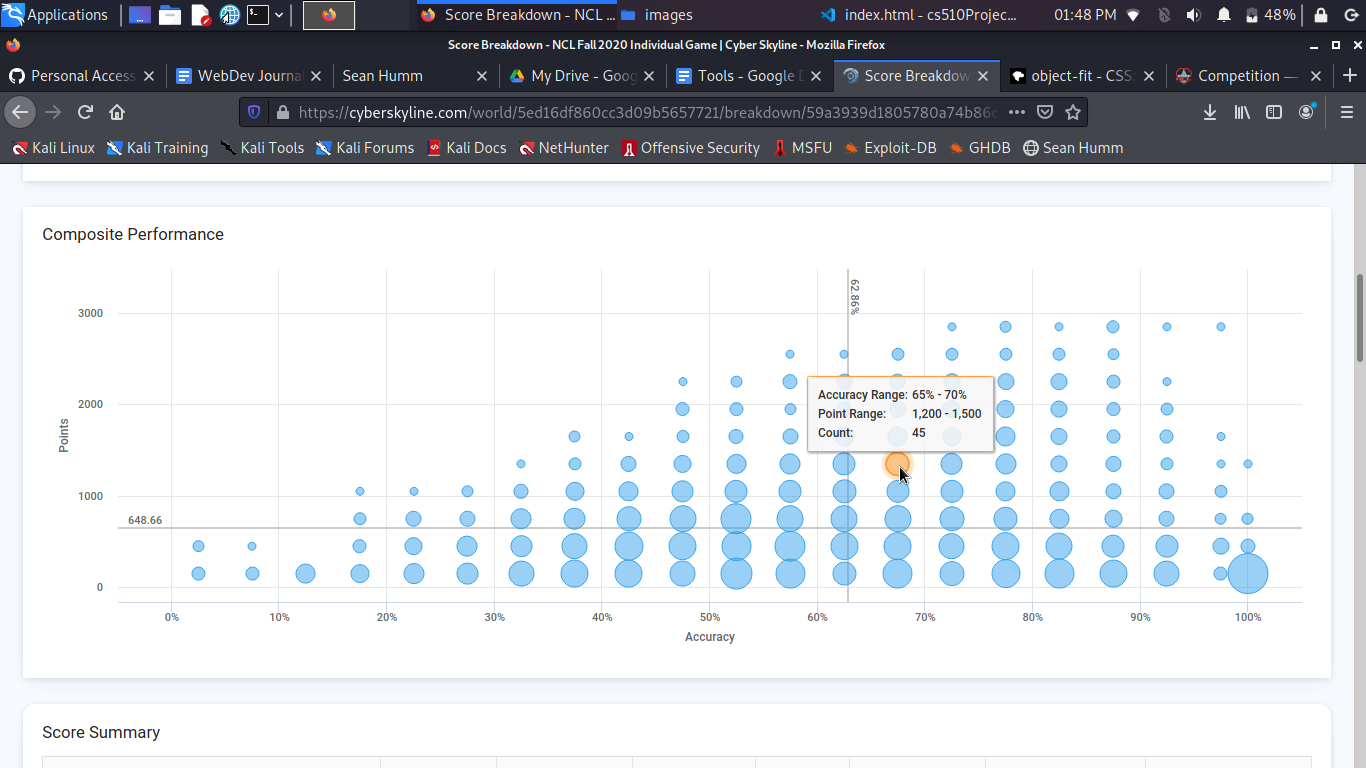 Applications
Score Breakdown - NCL ...
images
index.html - cs510Projec...
01:48 PM
48%
Score Breakdown - NCL Fall 2020 Individual Game | Cyber Skyline - Mozilla Firefox
Personal Access
WebDev Journa
Sean Humm
My Drive - Goog
Tools - Google D
Score Breakdow
object-fit - CSS:
Competition —
https://cyberskyline.com/world/5ed16df860cc3d09b5657721/breakdown/59a3939d1805780a74b86c
Kali Linux
Kali Training
Kali Tools
Kali Forums
Kali Docs
NetHunter
Offensive Security
MSFU
Exploit-DB
GHDB
Sean Humm
Composite Performance
62.86%
3000
2000
1000
0
Points
648.66
Accuracy Range: 65% - 70%
Point Range: 1,200 - 1,500
Count: 45
0% 10% 20% 30% 40% 50% 60% 70% 80% 90% 100%
Accuracy
Score Summary